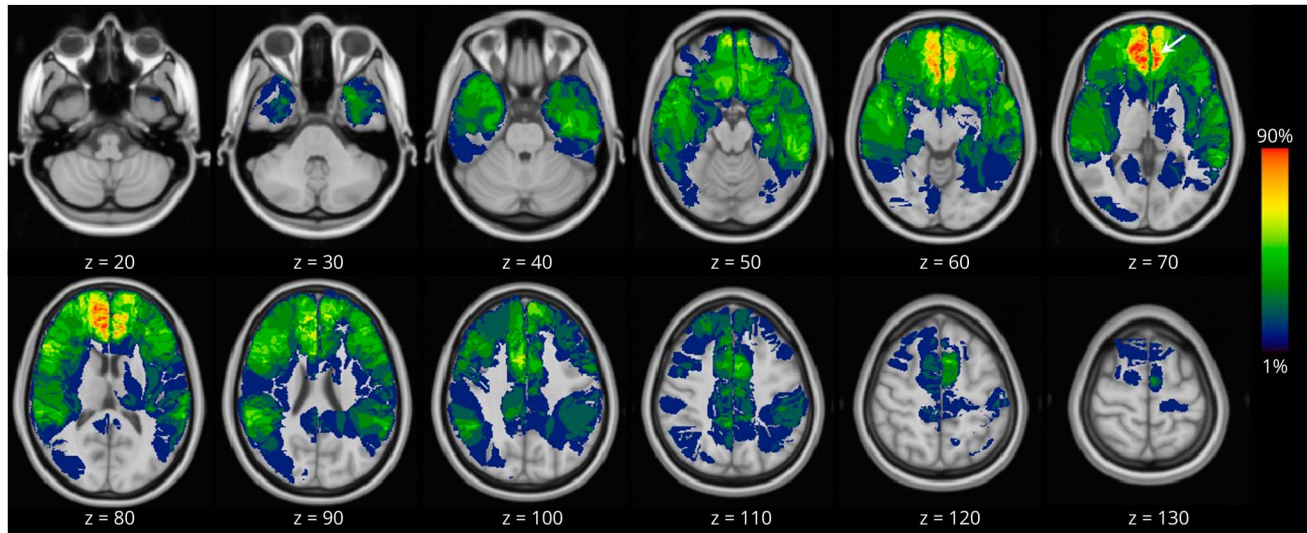 z = 20
z = 30
z = 40
z = 50
z = 60
z = 70
90%
1%
z = 80
z = 90
z = 100
z = 110
z = 120
z = 130